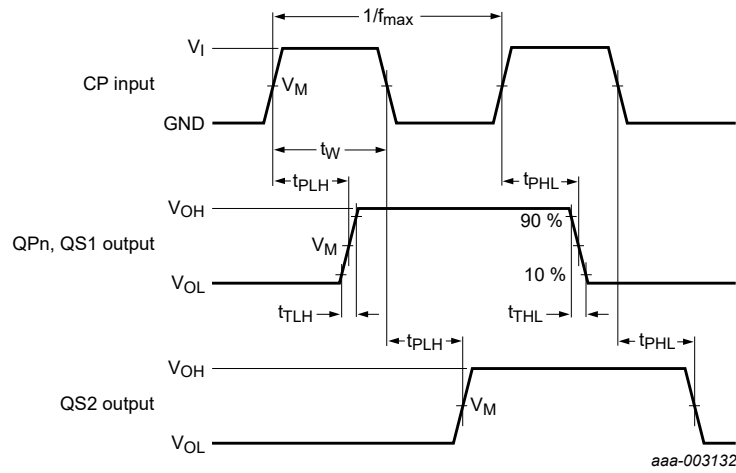 1/fmax
VI
CP input
VM
GND
tW
tPLH
tPHL
VOH
90 %
QPn, QS1 output
VM
10 %
VOL
tTLH
tTHL
tPLH
tPHL
VOH
QS2 output
VM
VOL
aaa-003132